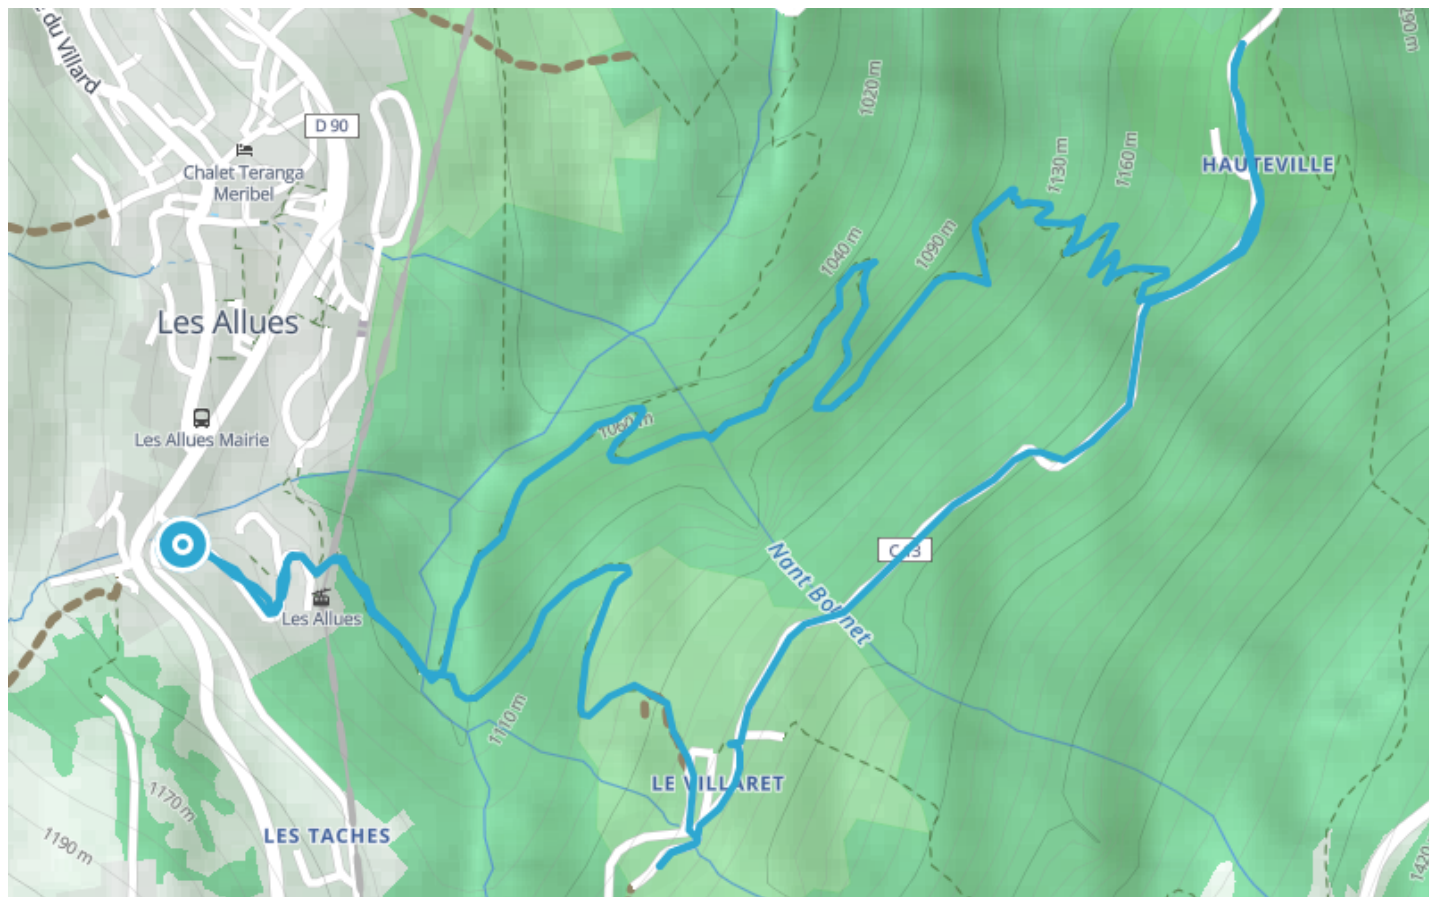 du Villard
D 90
Chalet Teranga
Meribel
1020 m
1090 m
1130 m
1160 m
HAUTEVILLE
1040 m
Les Allues
Les Allues Mairie
1060 m
Nant Bonnet
Les Allues
1110 m
LE VILLARET
1170 m
LES TACHES
1190 m